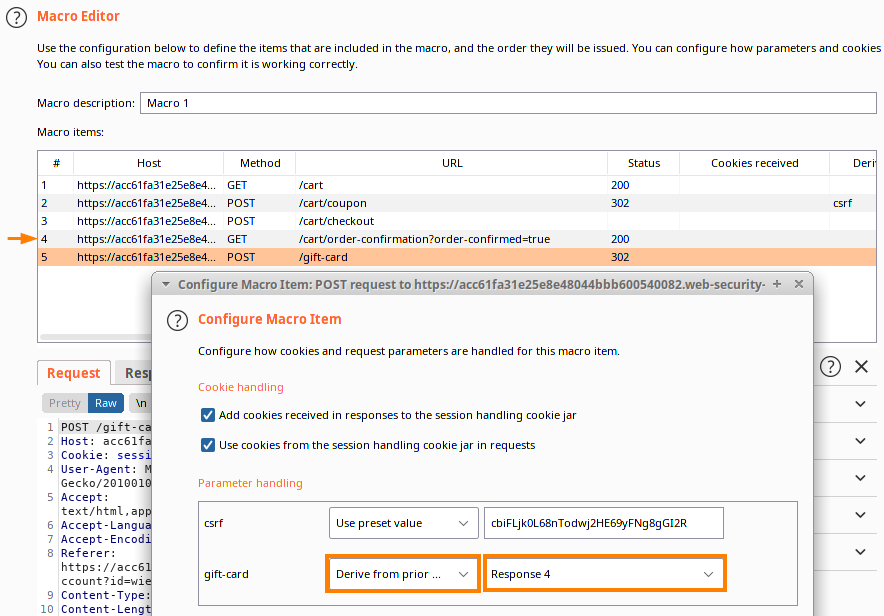 Macro Editor
Use the configuration below to define the items that are included in the macro, and the order they will be issued. You can configure how parameters and cookies
You can also test the macro to confirm it is working correctly.
Macro description: Macro 1
Macro items:
# Host Method URL Status Cookies received Deri
1 https://acc61fa31e25e8e4... GET /cart 200
2 https://acc61fa31e25e8e4... POST /cart/coupon 302 csrf
3 https://acc61fa31e25e8e4... POST /cart/checkout
4 https://acc61fa31e25e8e4... GET /cart/order-confirmation?order-confirmed=true 200
5 https://acc61fa31e25e8e4... POST /gift-card 302
Configure Macro Item: POST request to https://acc61fa31e25e8e48044bbb600540082.web-security-
Configure Macro Item
Configure how cookies and request parameters are handled for this macro item.
Cookie handling
Add cookies received in responses to the session handling cookie jar
Use cookies from the session handling cookie jar in requests
Parameter handling
csrf Use preset value cbiFLjk0L68nTodwj2HE69yFNg8gGI2R
gift-card Derive from prior ... Response 4
Request Resp
Pretty Raw \n
1 POST /gift-ca
2 Host: acc61fa
3 Cookie: sessi
4 User-Agent: M
Gecko/2010010
5 Accept:
text/html,app
6 Accept-Langua
7 Accept-Encodi
8 Referer:
https://acc61
ccount?id=wie
9 Content-Type:
10 Content-Lengt